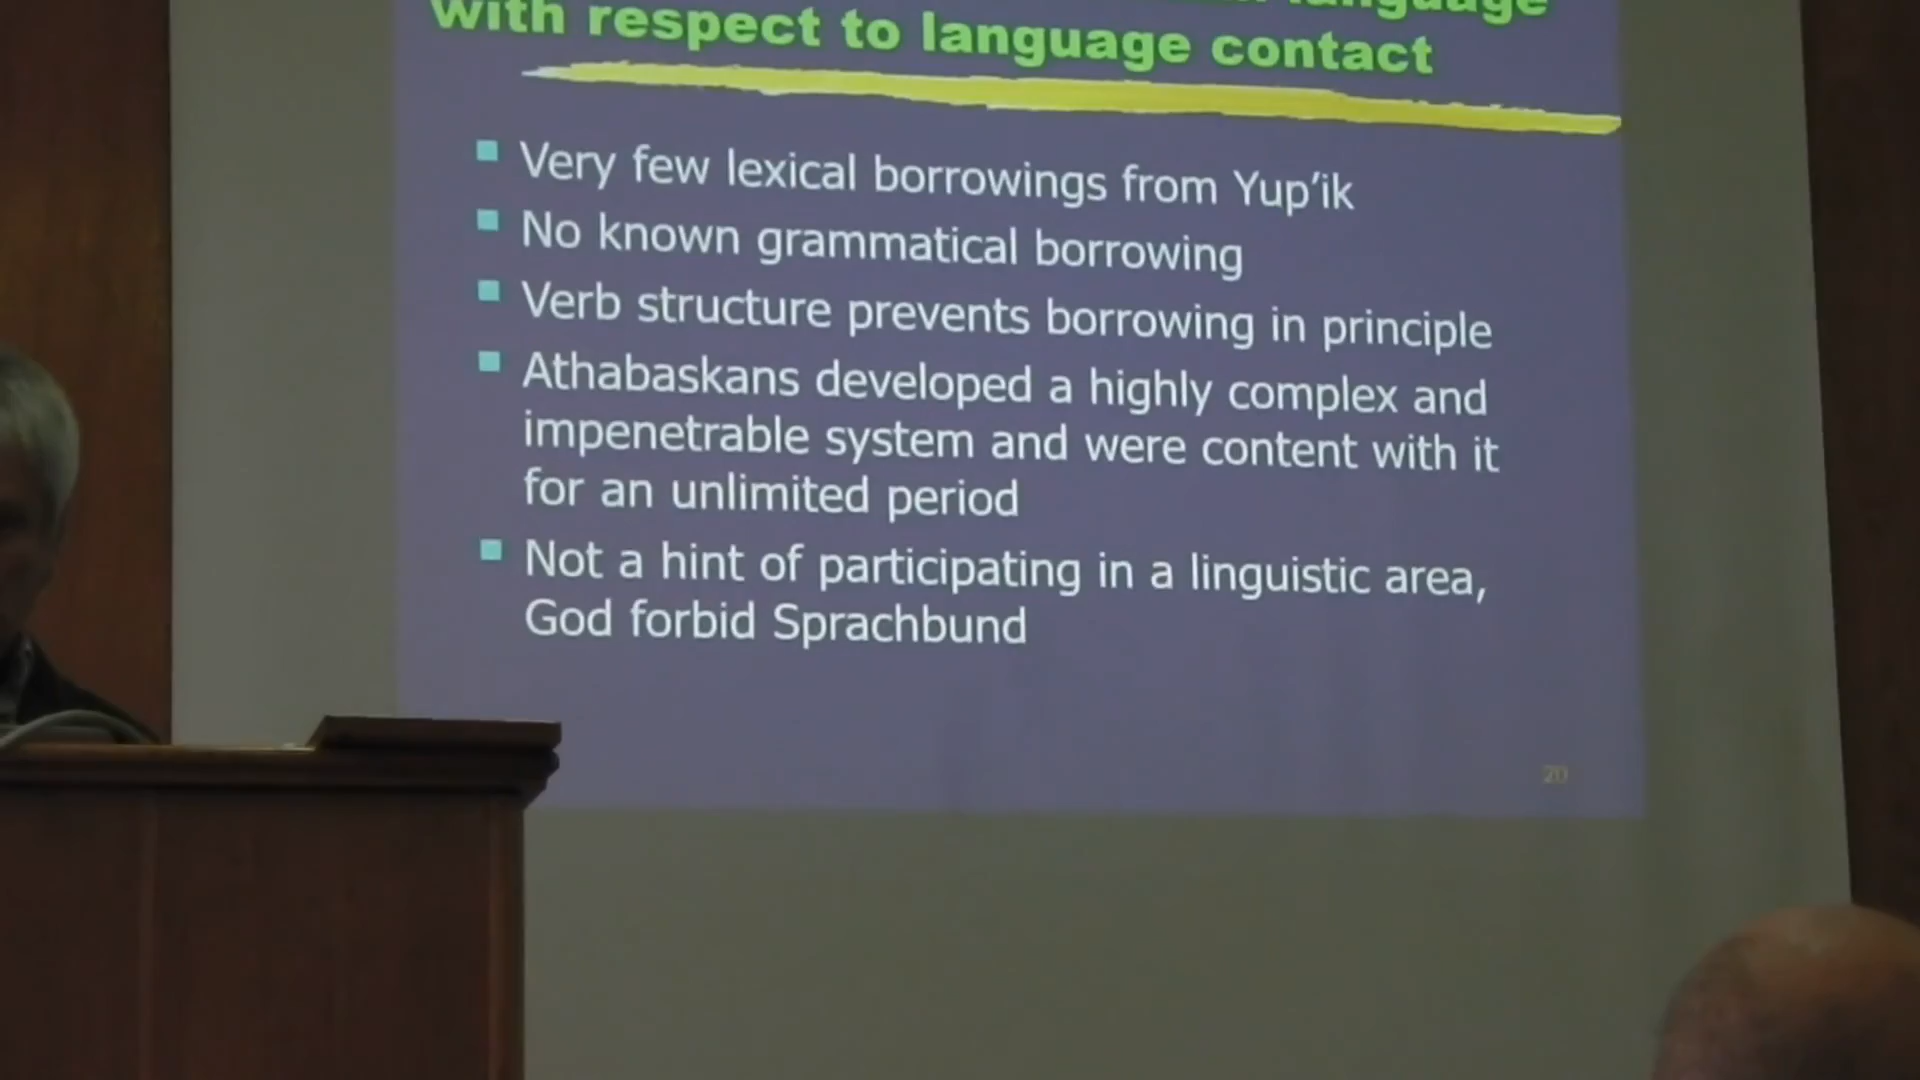 language
with respect to language contact
Very few lexical borrowings from Yup’ik
No known grammatical borrowing
Verb structure prevents borrowing in principle
Athabaskans developed a highly complex and
impenetrable system and were content with it
for an unlimited period
Not a hint of participating in a linguistic area,
God forbid Sprachbund
20